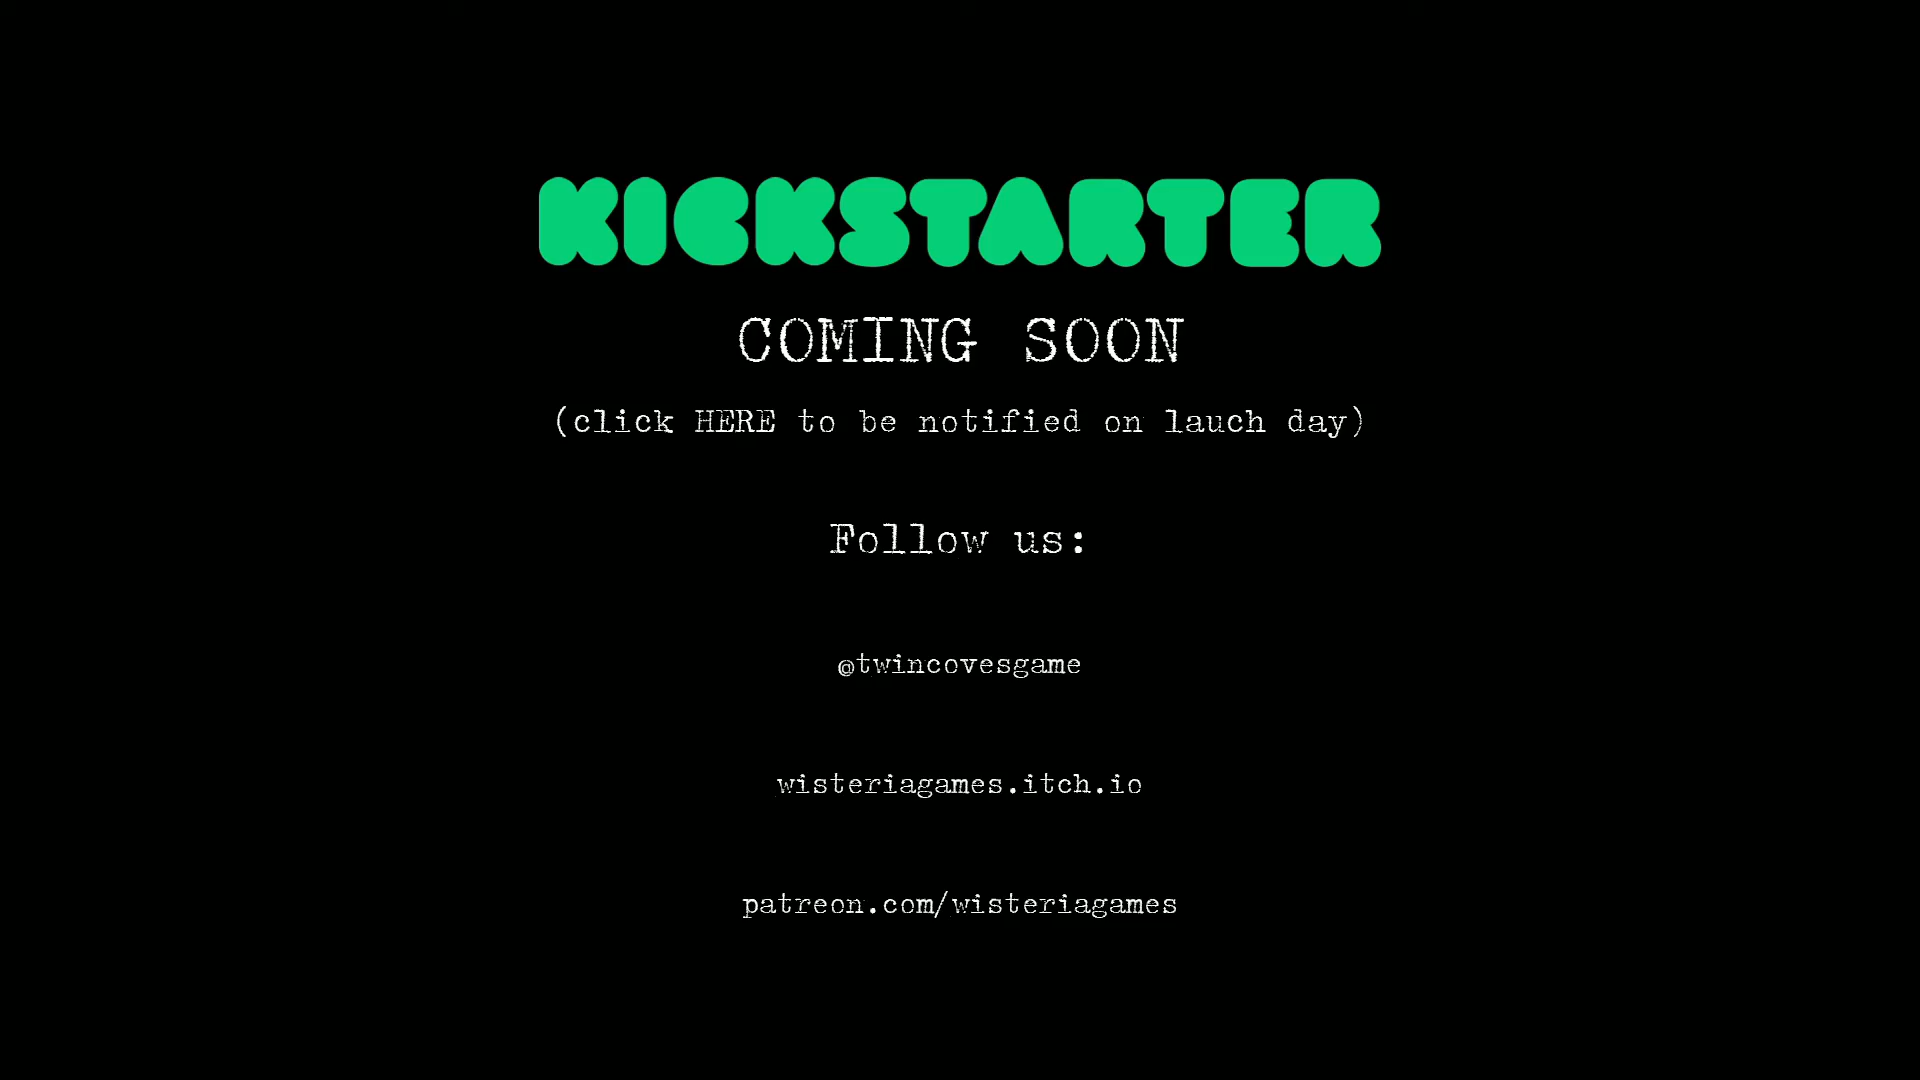 KICKSTARTER
COMING SOON
(click HERE to be notified on lauch day)
Follow us:
@twincovesgame
wisteriagames.itch.io
patreon.com/wisteriagames